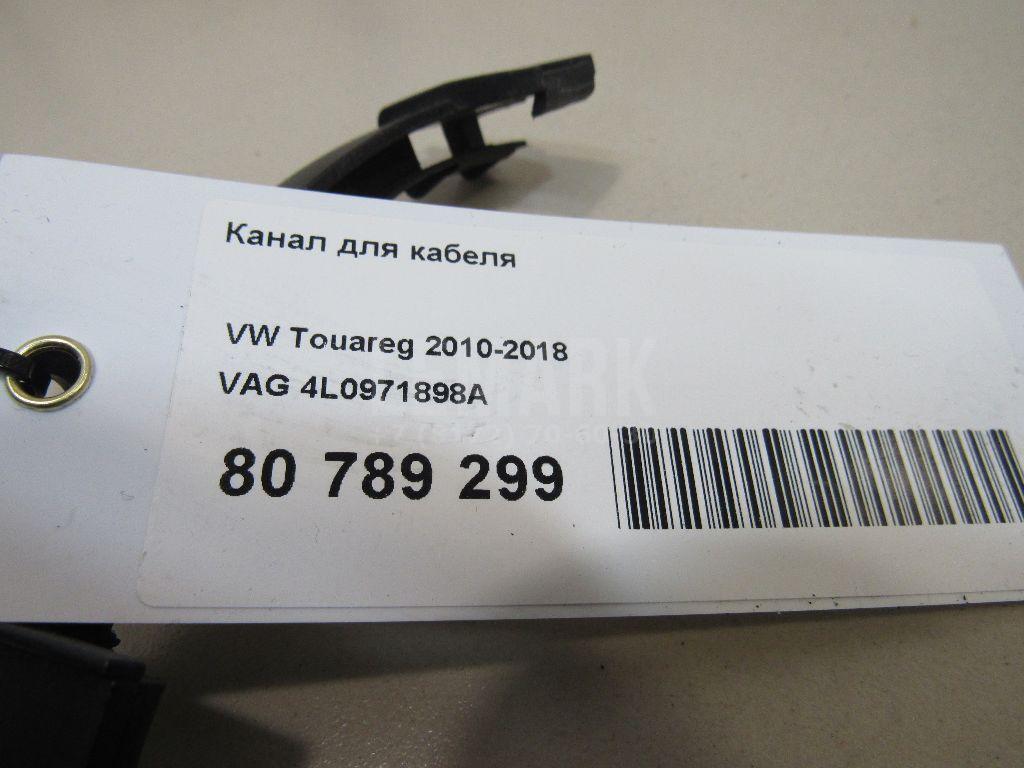 Канал для кабеля
VW Touareg 2010-2018
VAG 4L0971898A
80 789 299